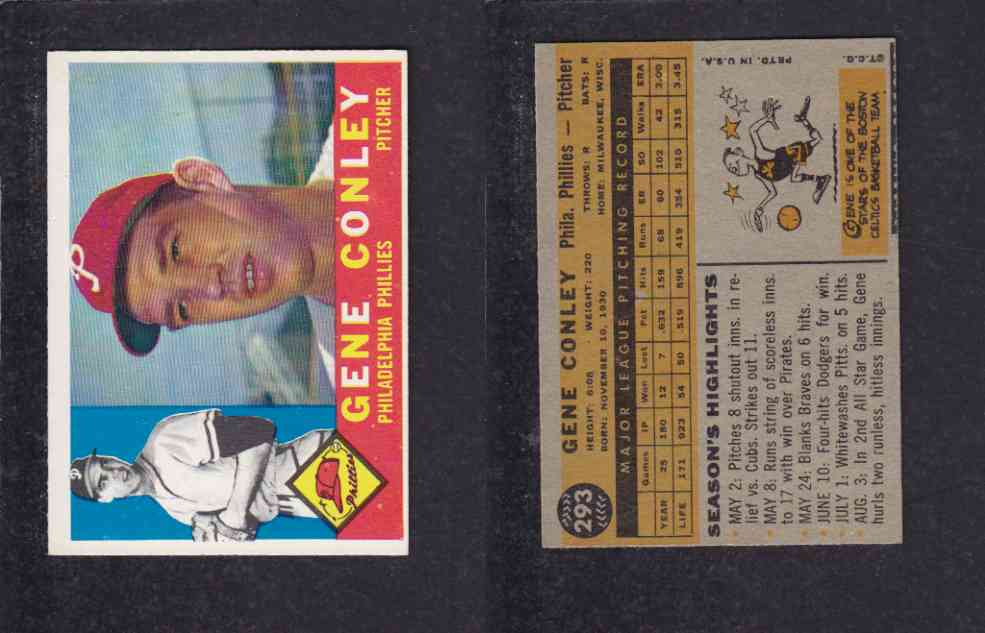 P
P
Phillies
GENE CONLEY
PHILADELPHIA PHILLIES PITCHER
293
GENE CONLEY Phila. Phillies — Pitcher
HEIGHT: 6:08 · WEIGHT: 220 THROWS: R BATS: R
BORN: NOVEMBER 10, 1930 HOME: MILWAUKEE, WISC.
MAJOR LEAGUE PITCHING RECORD
Games IP Won Lost Pct Hits Runs ER SO Walks ERA
YEAR 25 180 12 7 .632 159 68 60 102 42 3.00
LIFE 171 923 54 50 .519 896 419 354 510 315 3.45
SEASON'S HIGHLIGHTS
MAY 2: Pitches 8 shutout inns. in re-
lief vs. Cubs. Strikes out 11.
MAY 8: Runs string of scoreless inns.
to 17 with win over Pirates.
MAY 24: Blanks Braves on 6 hits.
JUNE 10: Four-hits Dodgers for win.
JULY 1: Whitewashes Pitts. on 5 hits.
AUG. 3: In 2nd All Star Game, Gene
hurls two runless, hitless innings.
GENE IS ONE OF THE
STARS OF THE BOSTON
CELTICS BASKETBALL TEAM
©T.C.G. PRTD. IN U.S.A.